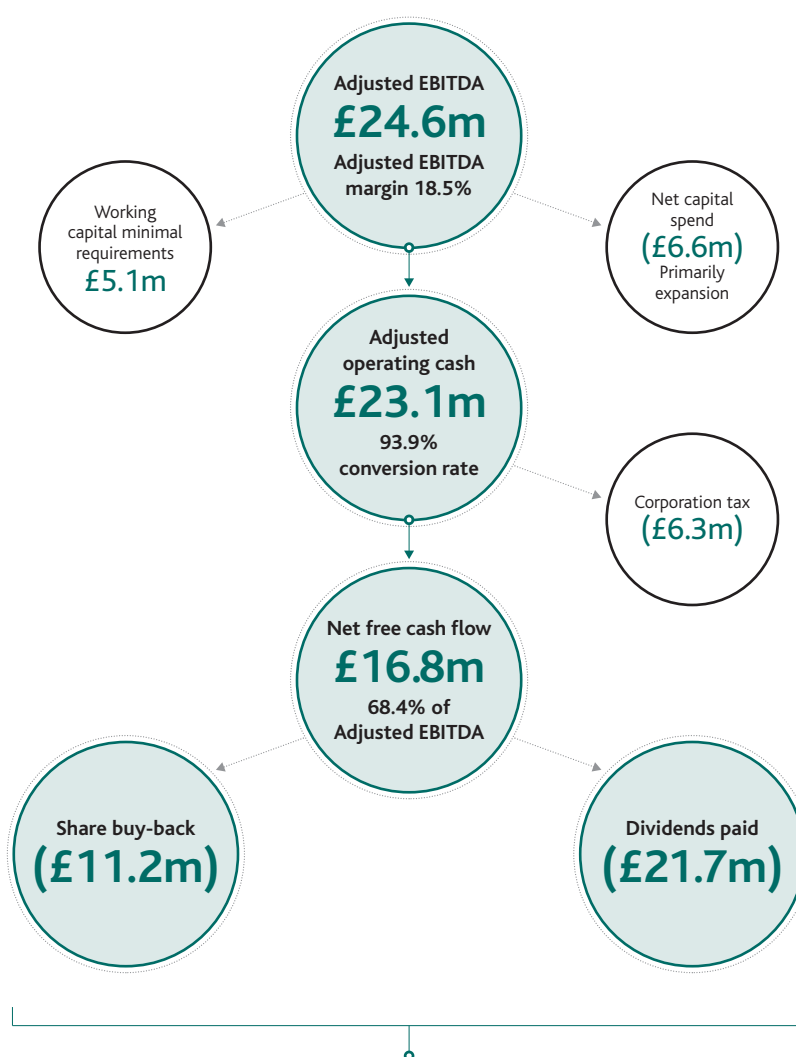 Adjusted EBITDA
£24.6m
Adjusted EBITDA
margin 18.5%
Working
capital minimal
requirements
£5.1m
Net capital
spend
(£6.6m)
Primarily
expansion
Adjusted
operating cash
£23.1m
93.9%
conversion rate
Corporation tax
(£6.3m)
Net free cash flow
£16.8m
68.4% of
Adjusted EBITDA
Share buy-back
(£11.2m)
Dividends paid
(£21.7m)